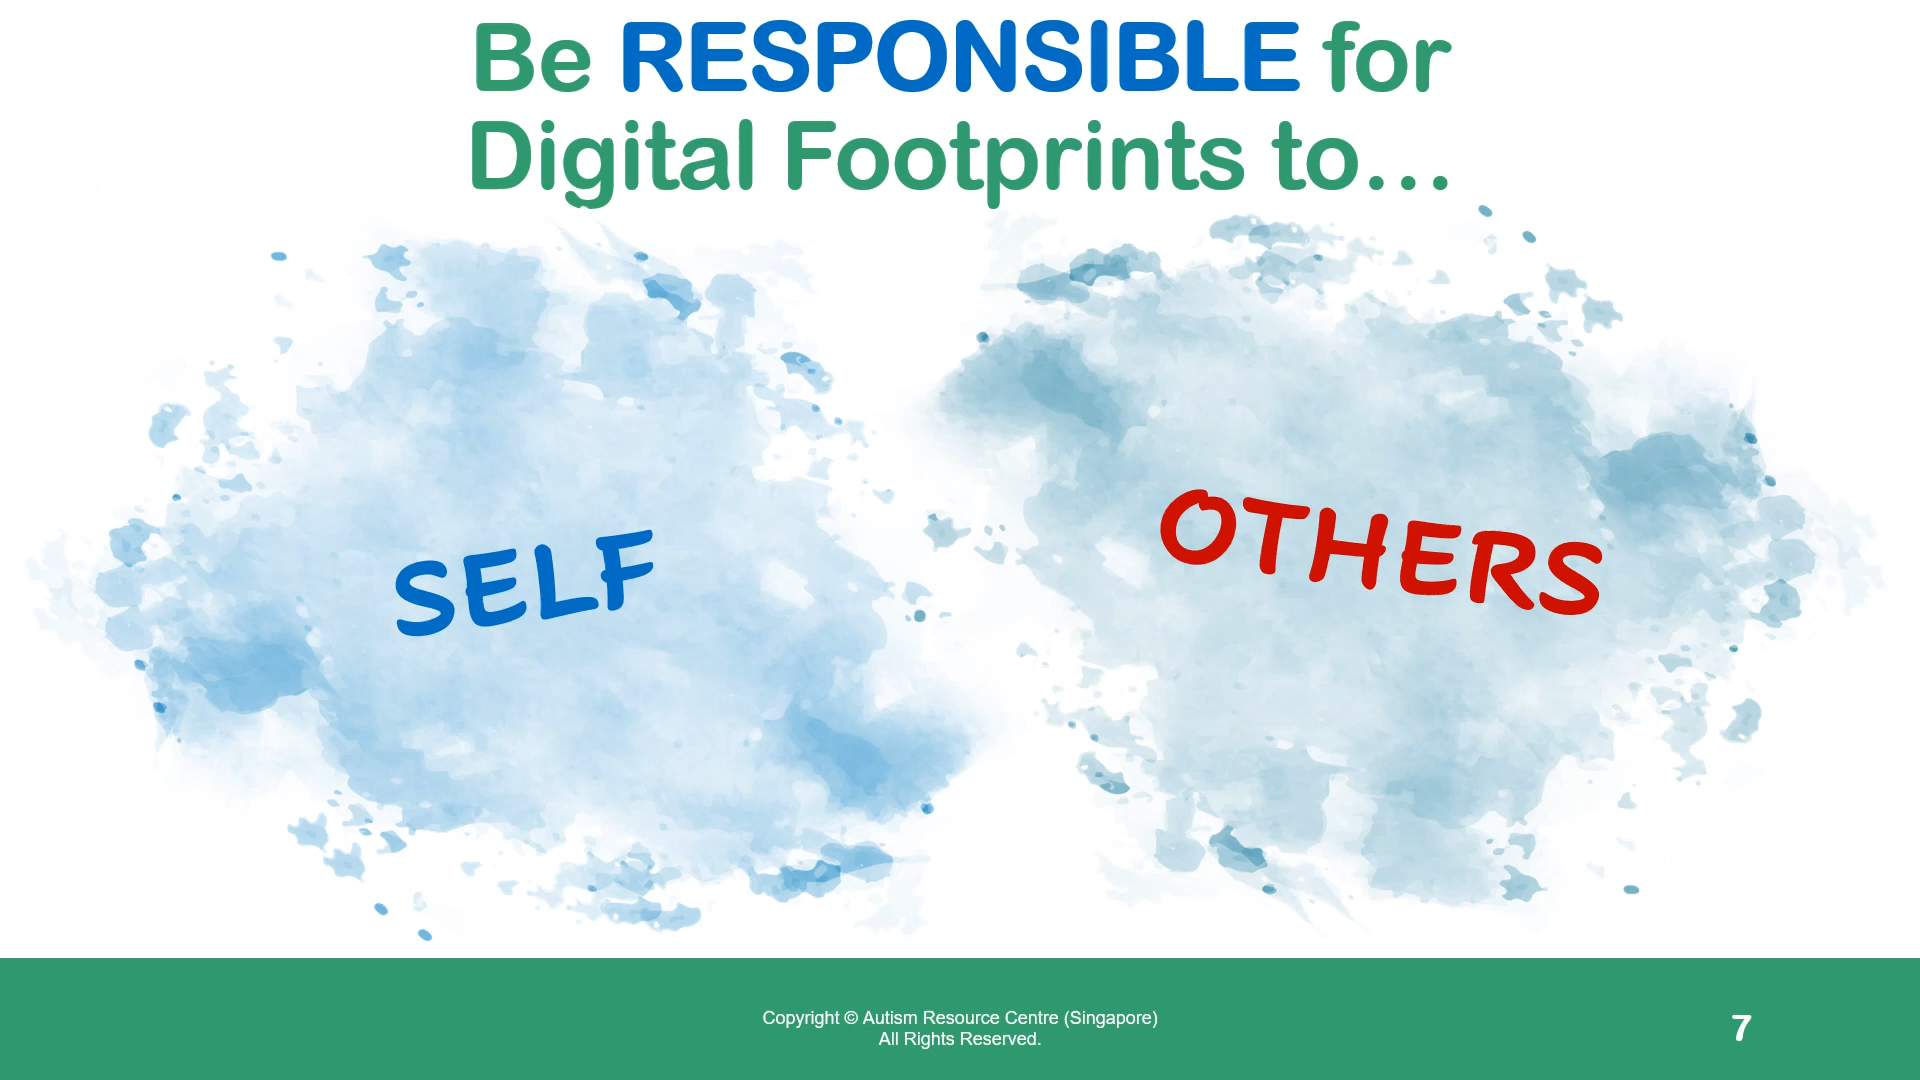 Be RESPONSIBLE for
Digital Footprints to...
SELF
OTHERS
Copyright © Autism Resource Centre (Singapore)
All Rights Reserved.
7